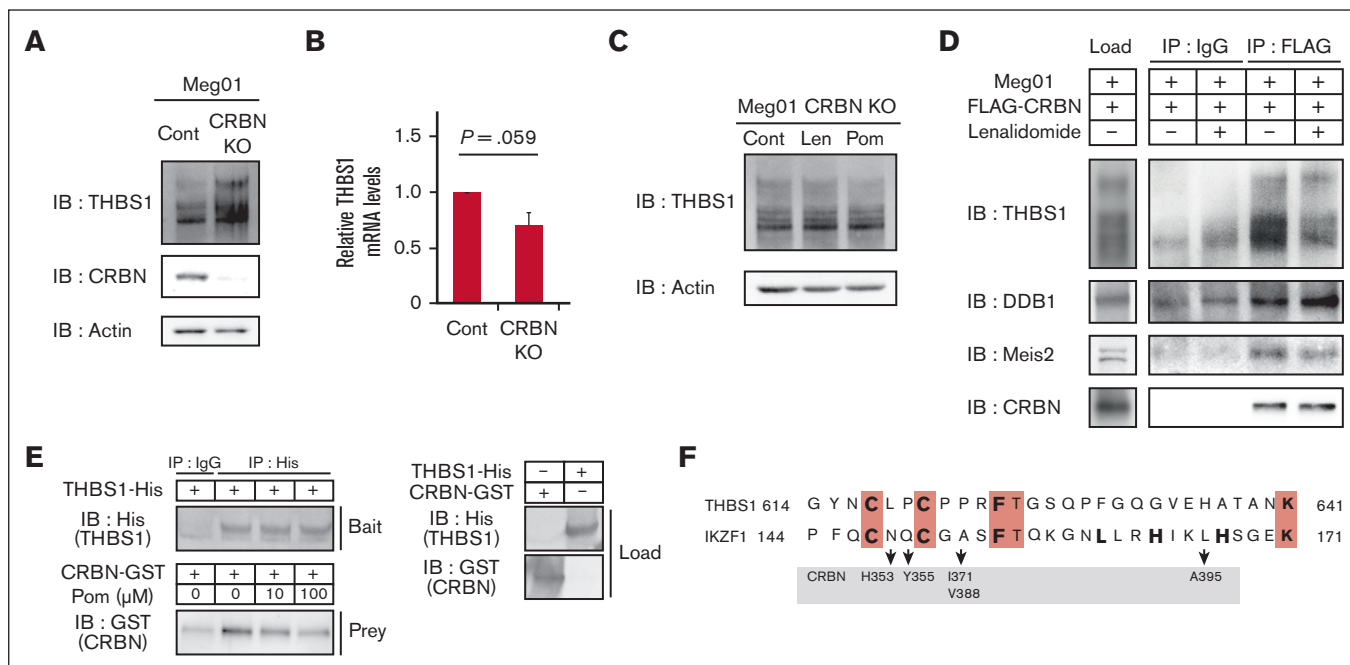 A
Meg01
Cont
CRBN
KO
IB : THBS1
IB : CRBN
IB : Actin
B
Relative THBS1
mRNA levels
1.5
1.0
0.5
0
P = .059
Cont
CRBN
KO
C
Meg01 CRBN KO
Cont Len Pom
IB : THBS1
IB : Actin
D
Load IP : IgG IP : FLAG
Meg01 + + + + +
FLAG-CRBN + + + + +
Lenalidomide − − + − +
IB : THBS1
IB : DDB1
IB : Meis2
IB : CRBN
E
IP : IgG IP : His
THBS1-His + + + +
IB : His
(THBS1)
Bait
CRBN-GST + + + +
Pom (µM) 0 0 10 100
IB : GST
(CRBN)
Prey
THBS1-His − +
CRBN-GST + −
IB : His
(THBS1)
IB : GST
(CRBN)
Load
F
THBS1 614 G Y N C L P C P P R F T G S Q P F G Q G V E H A T A N K 641
IKZF1 144 P F Q C N Q C G A S F T Q K G N L L R H I K L H S G E K 171
CRBN H353 Y355 I371 A395
V388